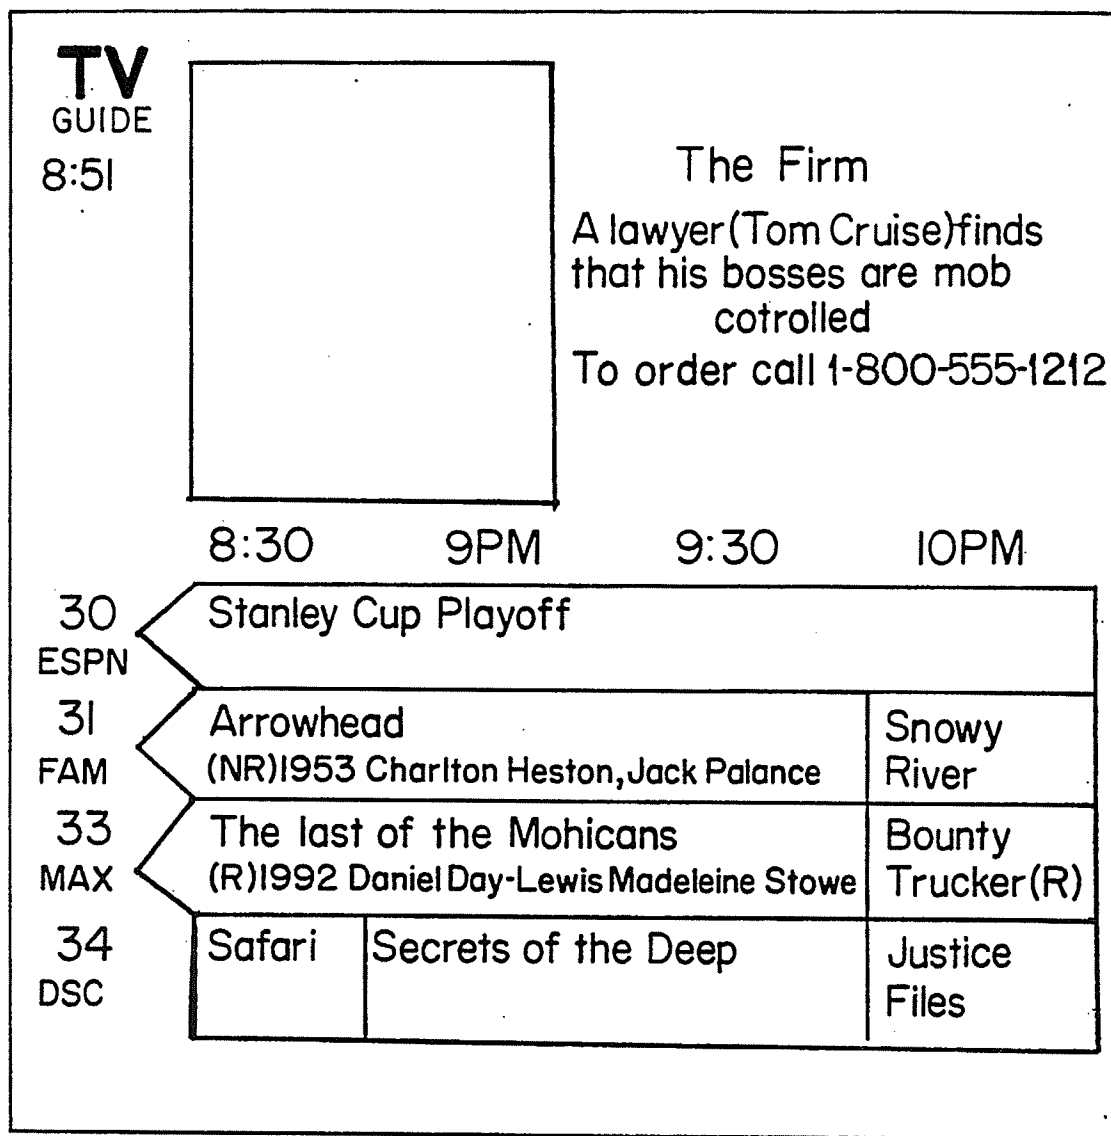 TV
GUIDE
8:51
The Firm
A lawyer(Tom Cruise)finds
that his bosses are mob
cotrolled
To order call 1-800-555-1212
8:30 9PM 9:30 10PM
30 Stanley Cup Playoff
ESPN
31 Arrowhead Snowy
FAM (NR)1953 Charlton Heston,Jack Palance River
33 The last of the Mohicans Bounty
MAX (R)1992 Daniel Day-Lewis Madeleine Stowe Trucker(R)
34 Safari Secrets of the Deep Justice
DSC Files